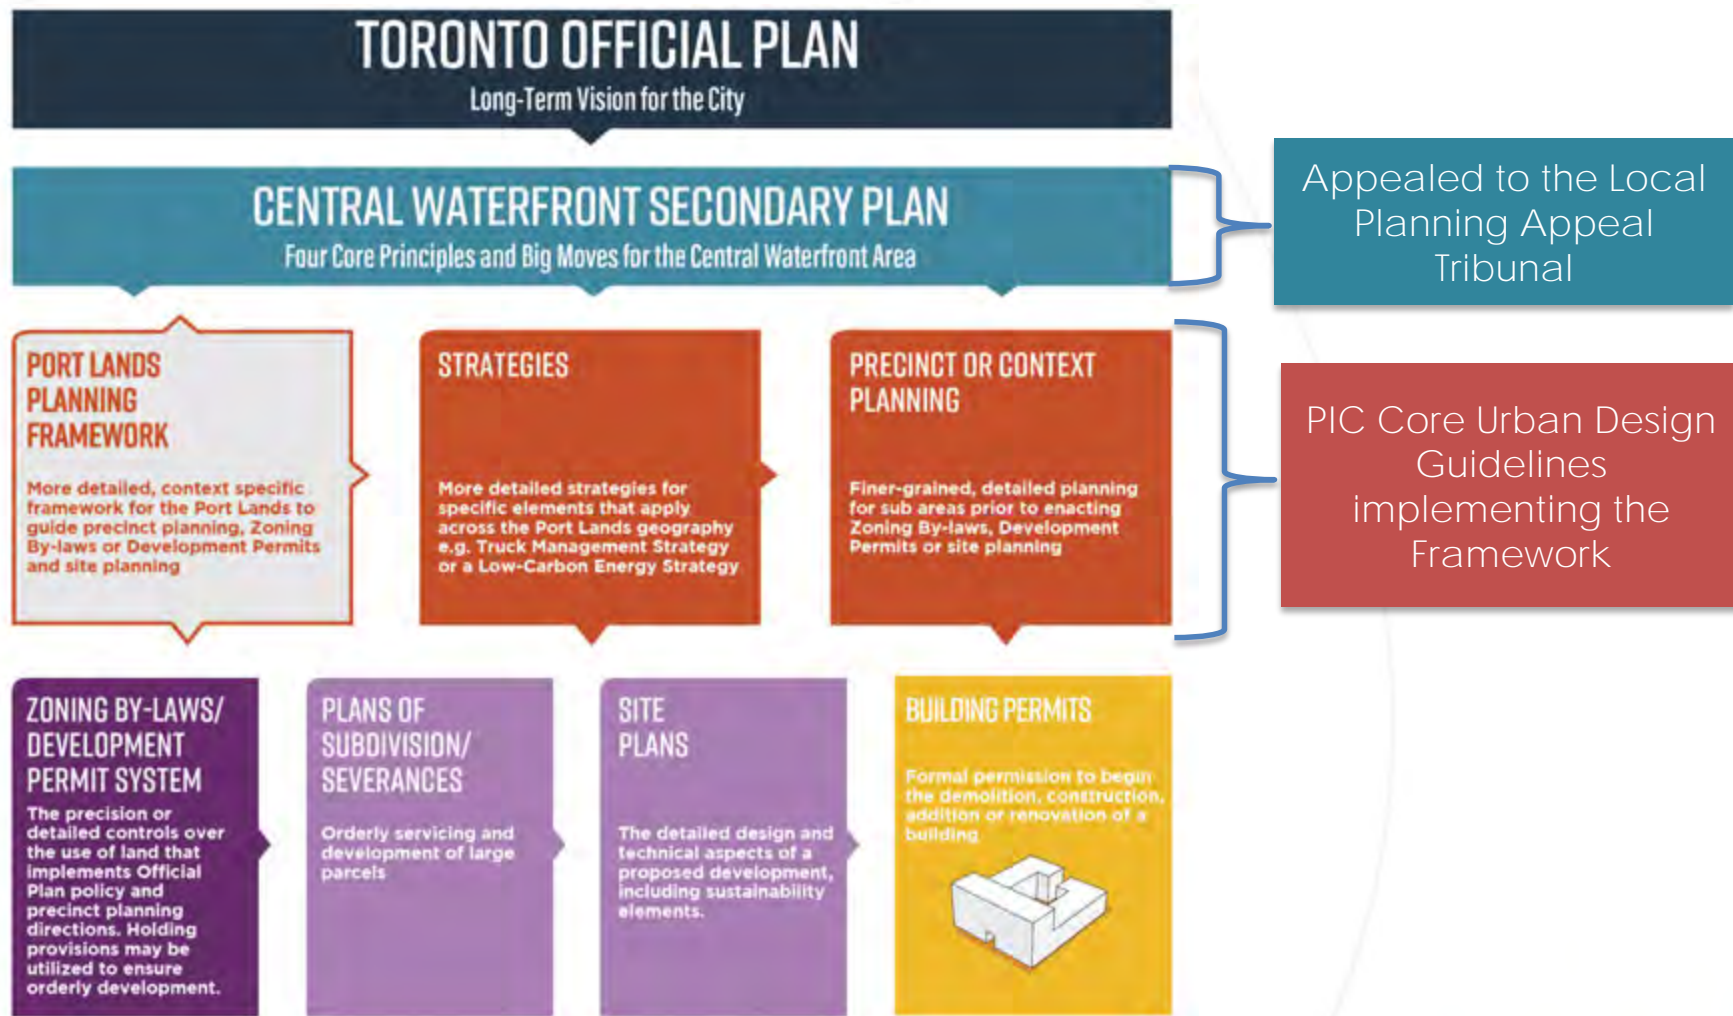 TORONTO OFFICIAL PLAN
Long-Term Vision for the City
CENTRAL WATERFRONT SECONDARY PLAN
Four Core Principles and Big Moves for the Central Waterfront Area
Appealed to the Local
Planning Appeal
Tribunal
PORT LANDS
PLANNING
FRAMEWORK
More detailed, context specific
framework for the Port Lands to
guide precinct planning, Zoning
By-laws or Development Permits
and site planning
STRATEGIES
More detailed strategies for
specific elements that apply
across the Port Lands geography
e.g. Truck Management Strategy
or a Low-Carbon Energy Strategy
PRECINCT OR CONTEXT
PLANNING
Finer-grained, detailed planning
for sub areas prior to enacting
Zoning By-laws, Development
Permits or site planning
PIC Core Urban Design
Guidelines
implementing the
Framework
ZONING BY-LAWS/
DEVELOPMENT
PERMIT SYSTEM
The precision or
detailed controls over
the use of land that
implements Official
Plan policy and
precinct planning
directions. Holding
provisions may be
utilized to ensure
orderly development.
PLANS OF
SUBDIVISION/
SEVERANCES
Orderly servicing and
development of large
parcels
SITE
PLANS
The detailed design and
technical aspects of a
proposed development,
including sustainability
elements.
BUILDING PERMITS
Formal permission to begin
the demolition, construction,
addition or renovation of a
building